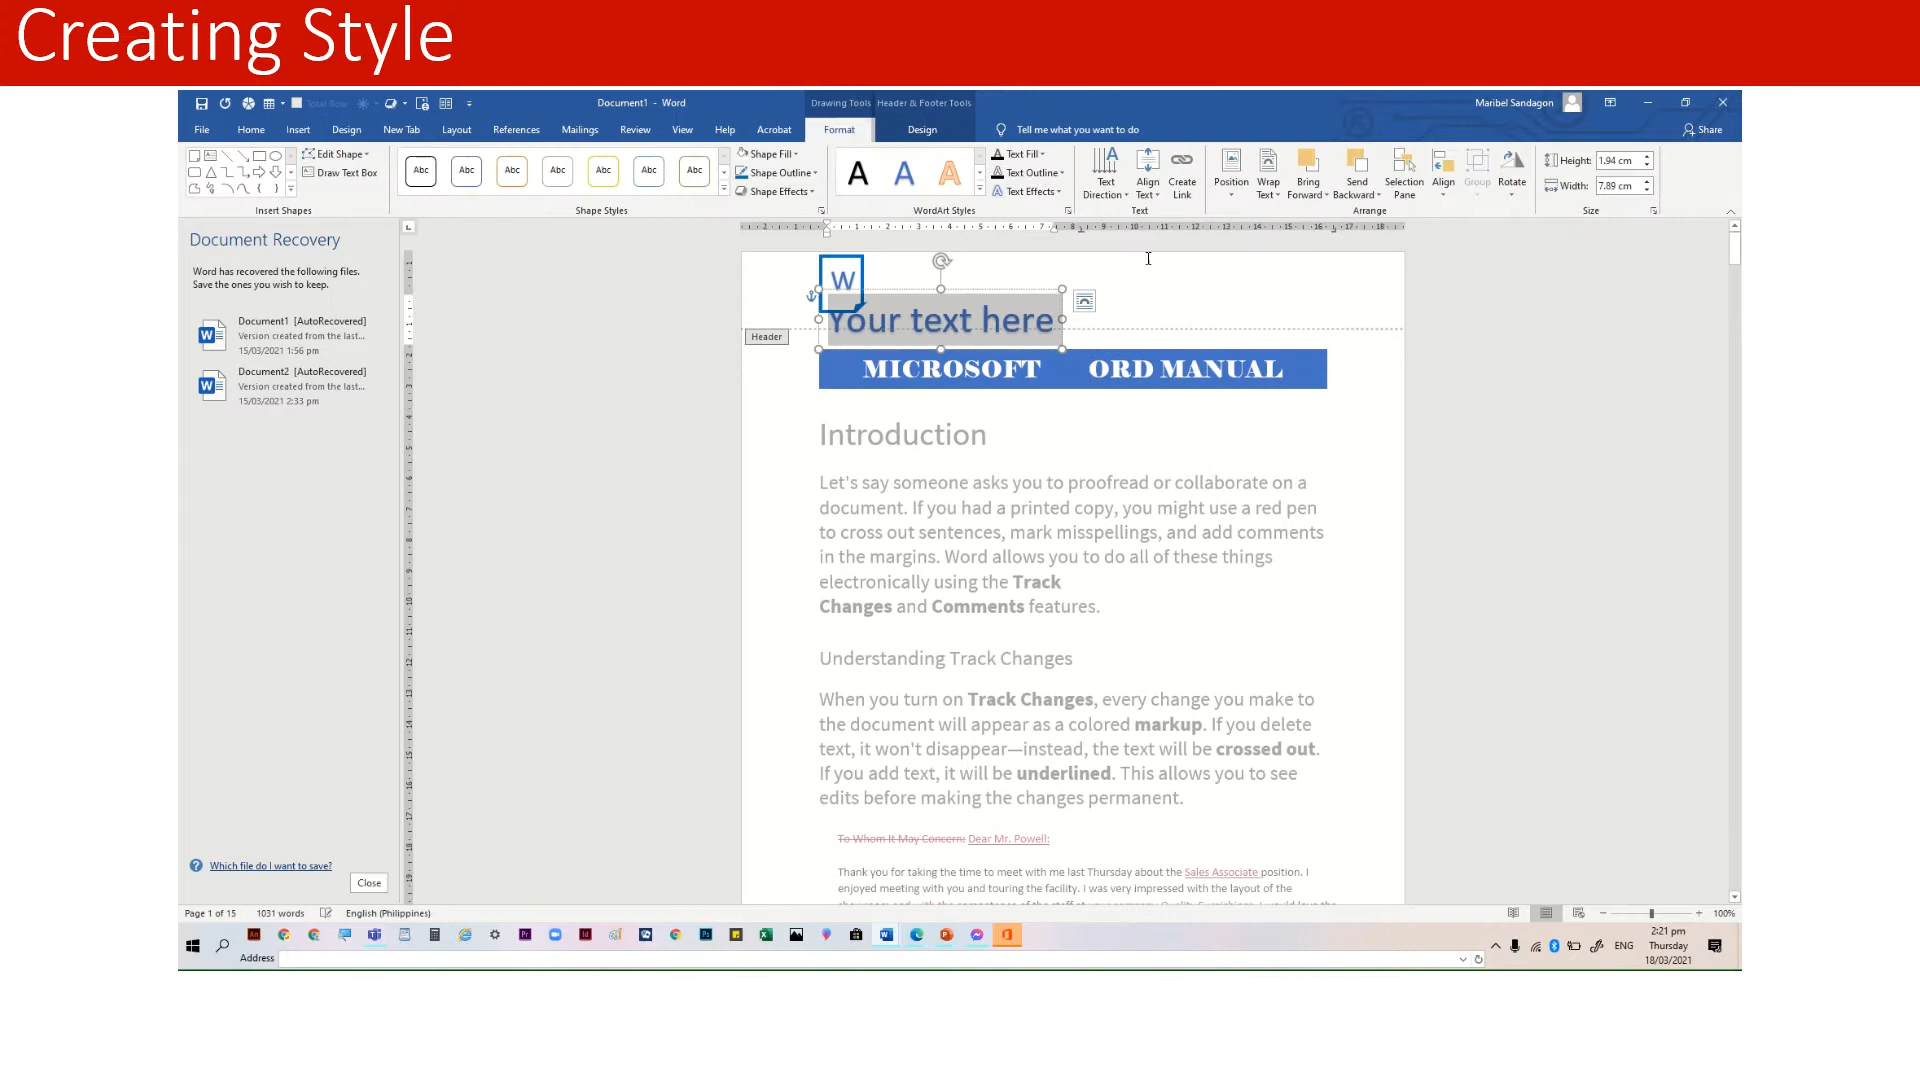 Creating Style
Document1 - Word
Drawing Tools
Header & Footer Tools
Maribel Sandagon
File
Home
Insert
Design
New Tab
Layout
References
Mailings
Review
View
Help
Acrobat
Format
Design
Tell me what you want to do
Share
Edit Shape
Draw Text Box
Insert Shapes
Abc
Abc
Abc
Abc
Abc
Abc
Abc
Shape Styles
Shape Fill
Shape Outline
Shape Effects
A
A
A
WordArt Styles
Text Fill
Text Outline
Text Effects
Text
Direction
Align
Text
Create
Link
Text
Position
Wrap
Text
Bring
Forward
Send
Backward
Selection
Pane
Align
Group
Rotate
Arrange
Height: 1.94 cm
Width: 7.89 cm
Size
Document Recovery
Word has recovered the following files.
Save the ones you wish to keep.
Document1 [AutoRecovered]
Version created from the last...
15/03/2021 1:56 pm
Document2 [AutoRecovered]
Version created from the last...
15/03/2021 2:33 pm
Which file do I want to save?
Close
W
Your text here
Header
MICROSOFT ORD MANUAL
Introduction
Let's say someone asks you to proofread or collaborate on a
document. If you had a printed copy, you might use a red pen
to cross out sentences, mark misspellings, and add comments
in the margins. Word allows you to do all of these things
electronically using the Track
Changes and Comments features.
Understanding Track Changes
When you turn on Track Changes, every change you make to
the document will appear as a colored markup. If you delete
text, it won't disappear—instead, the text will be crossed out.
If you add text, it will be underlined. This allows you to see
edits before making the changes permanent.
To Whom It May Concern: Dear Mr. Powell:
Thank you for taking the time to meet with me last Thursday about the Sales Associate position. I
enjoyed meeting with you and touring the facility. I was very impressed with the layout of the
Page 1 of 15
1031 words
English (Philippines)
100%
Address
ENG
2:21 pm
Thursday
18/03/2021